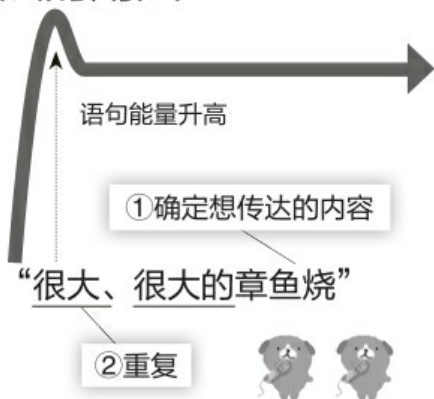 语句能量升高
①确定想传达的内容
“很大、很大的章鱼烧”
②重复